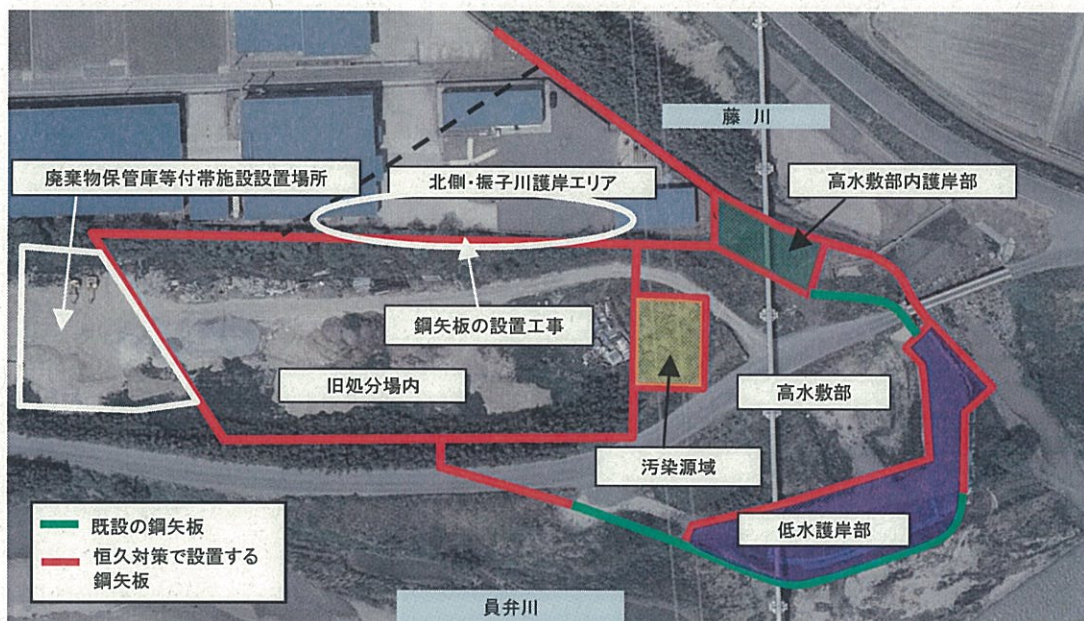 藤川
廃棄物保管庫等付帯施設設置場所
北側・振子川護岸エリア
高水敷部内護岸部
鋼矢板の設置工事
旧処分場内
高水敷部
汚染源域
低水護岸部
既設の鋼矢板
恒久対策で設置する
鋼矢板
員弁川